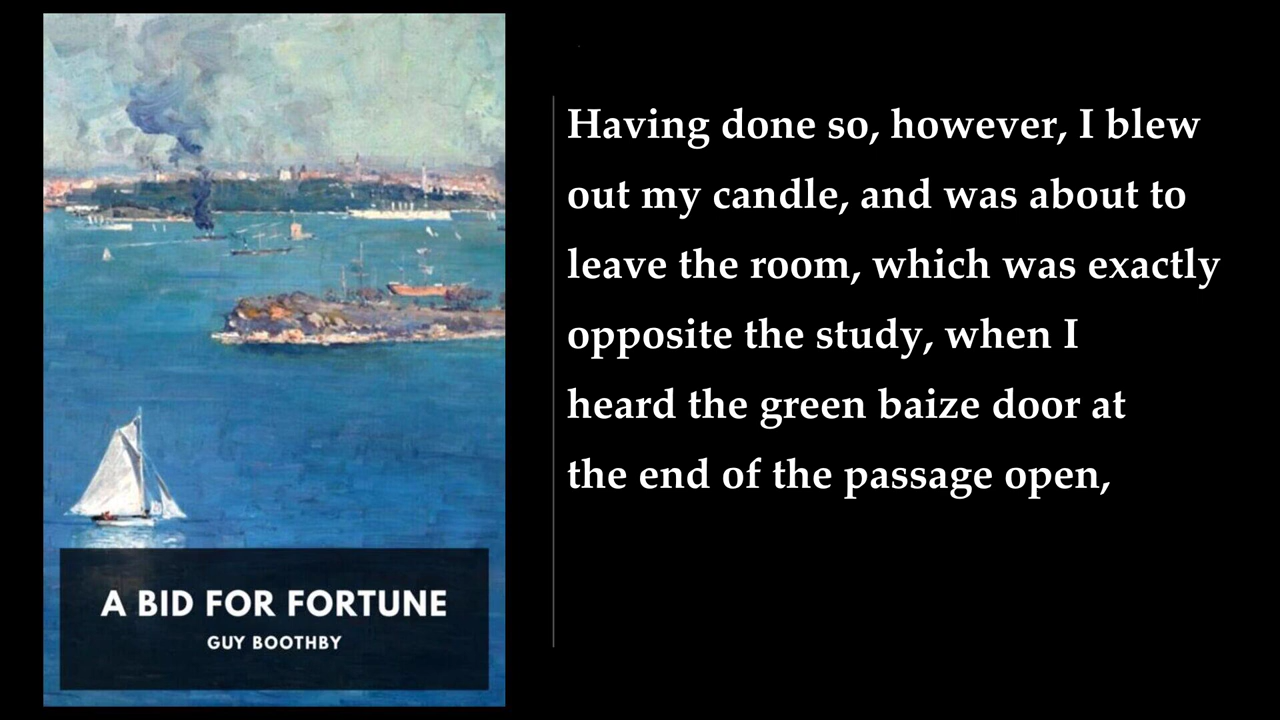 A BID FOR FORTUNE
GUY BOOTHBY
Having done so, however, I blew
out my candle, and was about to
leave the room, which was exactly
opposite the study, when I
heard the green baize door at
the end of the passage open,